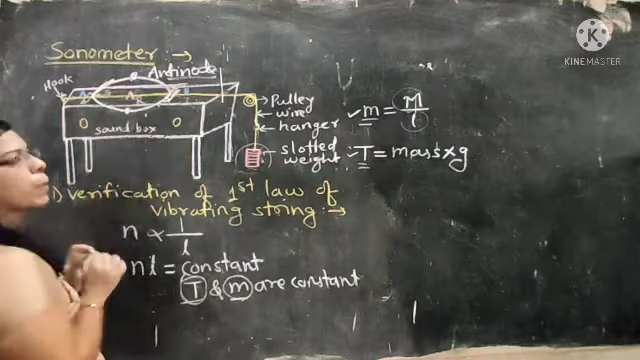 Sonometer →
Hook
Antinode
A
B
sound box
Pulley
wire
hanger
slotted
weight
✓ m = M/l
✓ T = mass × g
1) verification of 1st law of
vibrating string :→
n ∝ 1/l
nl = constant
T & m are constant
KINEMASTER